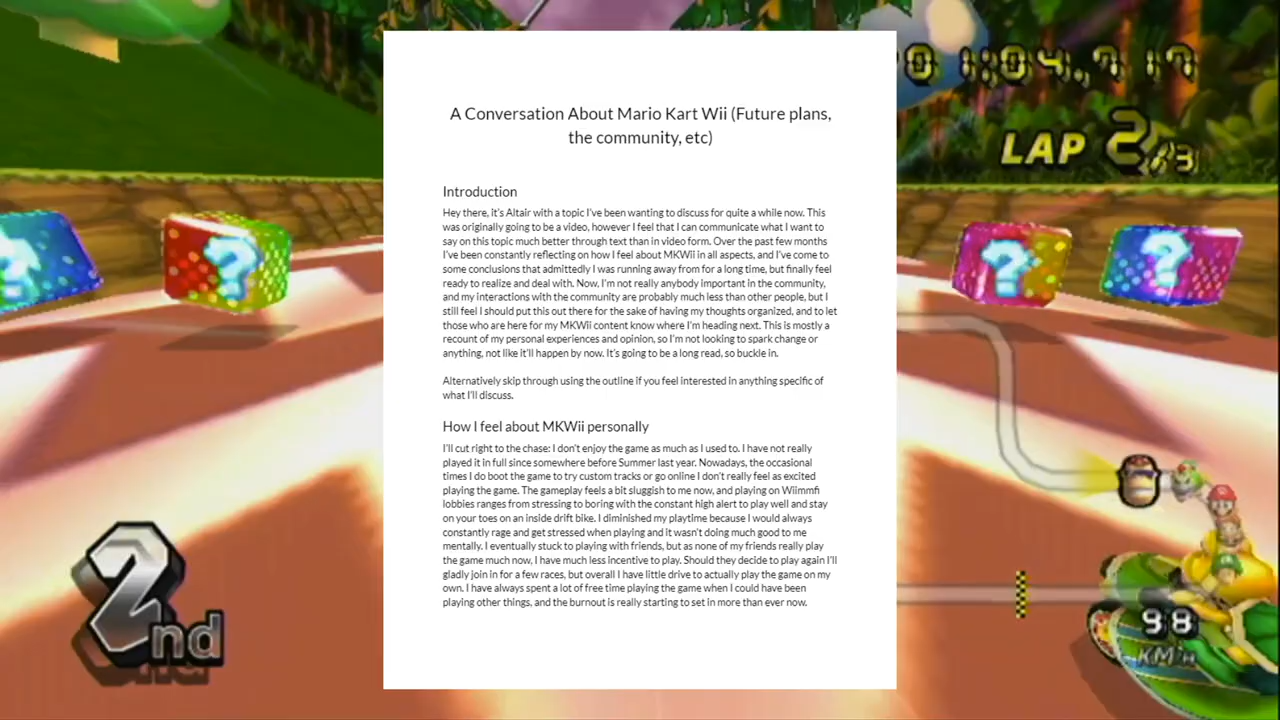 A Conversation About Mario Kart Wii (Future plans,
the community, etc)
Introduction
Hey there, it's Altair with a topic I've been wanting to discuss for quite a while now. This
was originally going to be a video, however I feel that I can communicate what I want to
say on this topic much better through text than in video form. Over the past few months
I've been constantly reflecting on how I feel about MKWii in all aspects, and I've come to
some conclusions that admittedly I was running away from for a long time, but finally feel
ready to realize and deal with. Now, I'm not really anybody important in the community,
and my interactions with the community are probably much less than other people, but I
still feel I should put this out there for the sake of having my thoughts organized, and to let
those who are here for my MKWii content know where I'm heading next. This is mostly a
recount of my personal experiences and opinion, so I'm not looking to spark change or
anything, not like it'll happen by now. It's going to be a long read, so buckle in.
Alternatively skip through using the outline if you feel interested in anything specific of
what I'll discuss.
How I feel about MKWii personally
I'll cut right to the chase: I don't enjoy the game as much as I used to. I have not really
played it in full since somewhere before Summer last year. Nowadays, the occasional
times I do boot the game to try custom tracks or go online I don't really feel as excited
playing the game. The gameplay feels a bit sluggish to me now, and playing on Wiimmfi
lobbies ranges from stressing to boring with the constant high alert to play well and stay
on your toes on an inside drift bike. I diminished my playtime because I would always
constantly rage and get stressed when playing and it wasn't doing much good to me
mentally. I eventually stuck to playing with friends, but as none of my friends really play
the game much now, I have much less incentive to play. Should they decide to play again I'll
gladly join in for a few races, but overall I have little drive to actually play the game on my
own. I have always spent a lot of free time playing the game when I could have been
playing other things, and the burnout is really starting to set in more than ever now.
01:04.717
LAP 2/3
2nd
98
KM/H